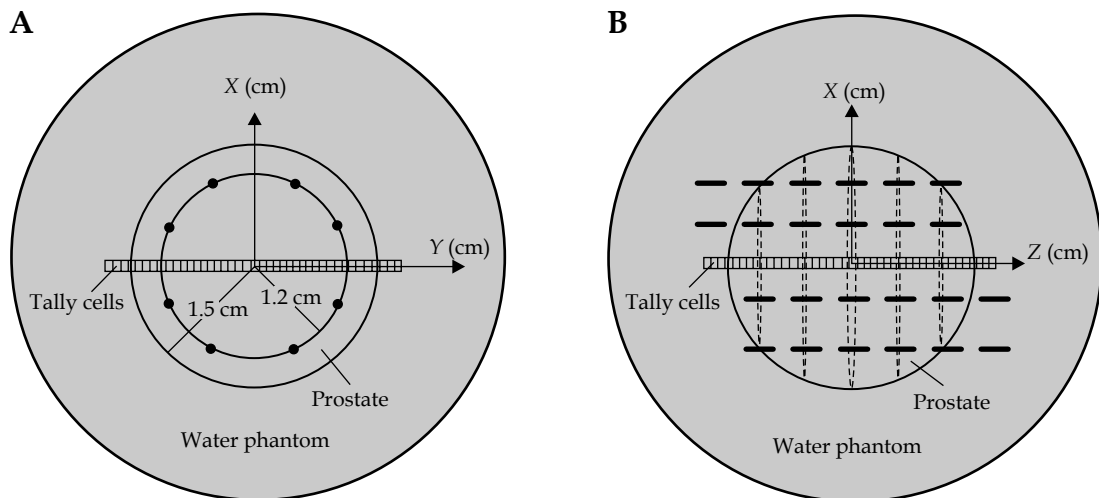 A
X (cm)
Y (cm)
Tally cells
1.5 cm
1.2 cm
Prostate
Water phantom
B
X (cm)
Z (cm)
Tally cells
Prostate
Water phantom